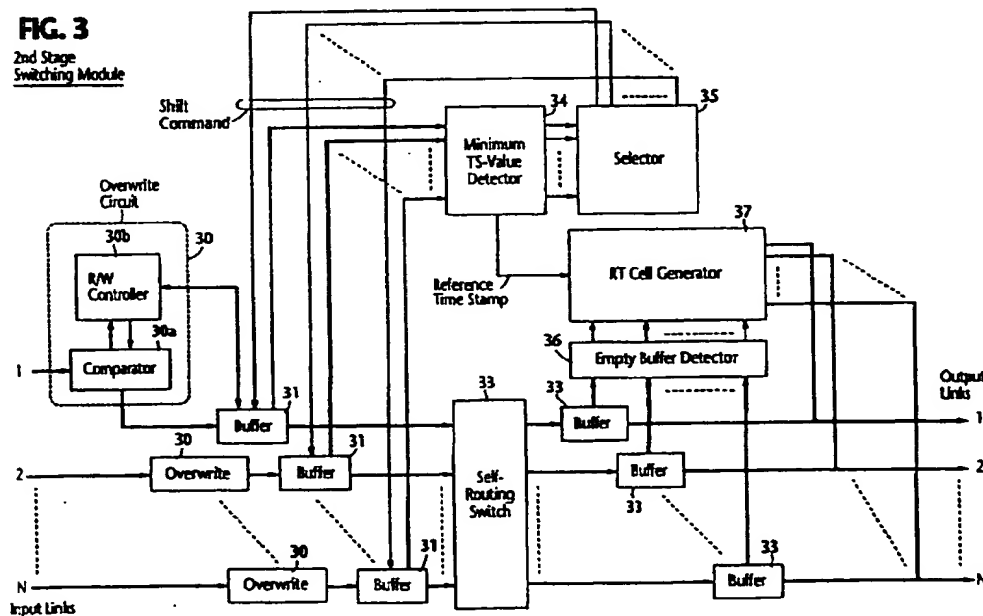 FIG. 3
2nd Stage
Switching Module
Shift
Command
34
35
Minimum
TS-Value
Detector
Selector
Overwrite
Circuit
30b
30
R/W
Controller
30a
Comparator
1
37
Reference
Time Stamp
RT Cell Generator
36
Empty Buffer Detector
Output
Links
31
Buffer
33
33
Buffer
1
2
30
Overwrite
31
Buffer
Self-
Routing
Switch
Buffer
33
2
N
30
Overwrite
31
Buffer
33
Buffer
N
Input Links